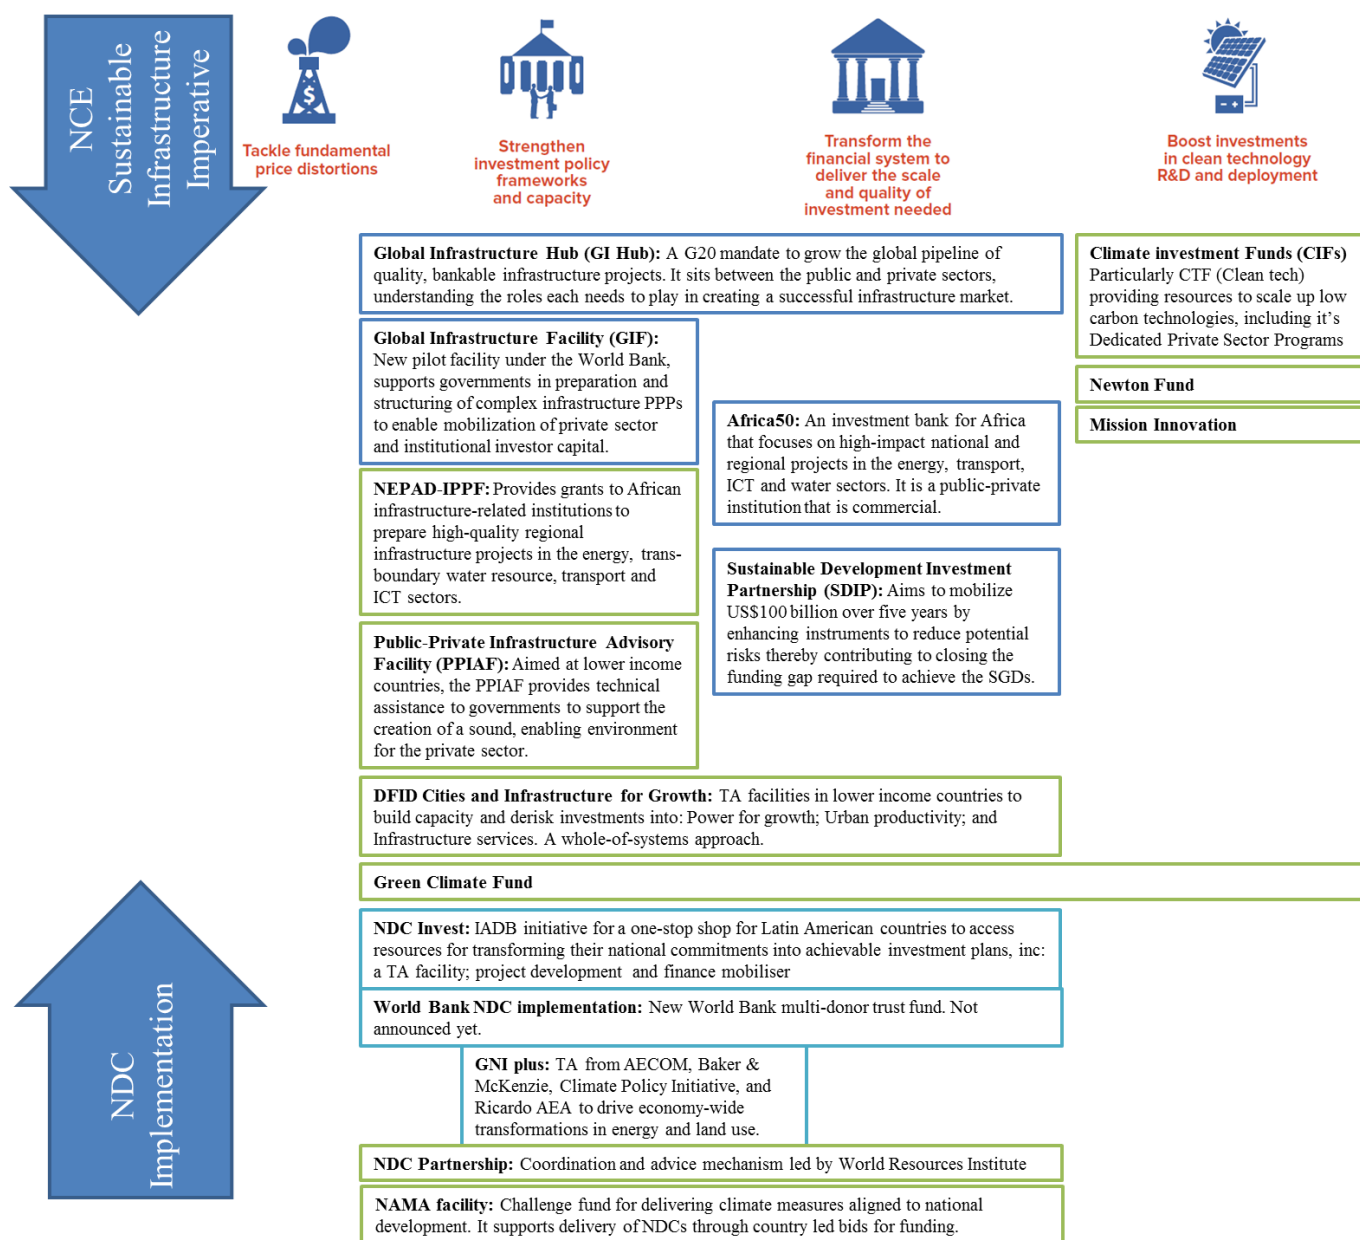 NCE
Sustainable
Infrastructure
Imperative
$
Tackle fundamental
price distortions
Strengthen
investment policy
frameworks
and capacity
Transform the
financial system to
deliver the scale
and quality of
investment needed
Boost investments
in clean technology
R&D and deployment
Global Infrastructure Hub (GI Hub): A G20 mandate to grow the global pipeline of
quality, bankable infrastructure projects. It sits between the public and private sectors,
understanding the roles each needs to play in creating a successful infrastructure market.
Climate investment Funds (CIFs)
Particularly CTF (Clean tech)
providing resources to scale up low
carbon technologies, including it's
Dedicated Private Sector Programs
Global Infrastructure Facility (GIF):
New pilot facility under the World Bank,
supports governments in preparation and
structuring of complex infrastructure PPPs
to enable mobilization of private sector
and institutional investor capital.
Newton Fund
Mission Innovation
Africa50: An investment bank for Africa
that focuses on high-impact national and
regional projects in the energy, transport,
ICT and water sectors. It is a public-private
institution that is commercial.
NEPAD-IPPF: Provides grants to African
infrastructure-related institutions to
prepare high-quality regional
infrastructure projects in the energy, trans-
boundary water resource, transport and
ICT sectors.
Sustainable Development Investment
Partnership (SDIP): Aims to mobilize
US$100 billion over five years by
enhancing instruments to reduce potential
risks thereby contributing to closing the
funding gap required to achieve the SGDs.
Public-Private Infrastructure Advisory
Facility (PPIAF): Aimed at lower income
countries, the PPIAF provides technical
assistance to governments to support the
creation of a sound, enabling environment
for the private sector.
DFID Cities and Infrastructure for Growth: TA facilities in lower income countries to
build capacity and derisk investments into: Power for growth; Urban productivity; and
Infrastructure services. A whole-of-systems approach.
Green Climate Fund
NDC
Implementation
NDC Invest: IADB initiative for a one-stop shop for Latin American countries to access
resources for transforming their national commitments into achievable investment plans, inc:
a TA facility; project development and finance mobiliser
World Bank NDC implementation: New World Bank multi-donor trust fund. Not
announced yet.
GNI plus: TA from AECOM, Baker &
McKenzie, Climate Policy Initiative, and
Ricardo AEA to drive economy-wide
transformations in energy and land use.
NDC Partnership: Coordination and advice mechanism led by World Resources Institute
NAMA facility: Challenge fund for delivering climate measures aligned to national
development. It supports delivery of NDCs through country led bids for funding.